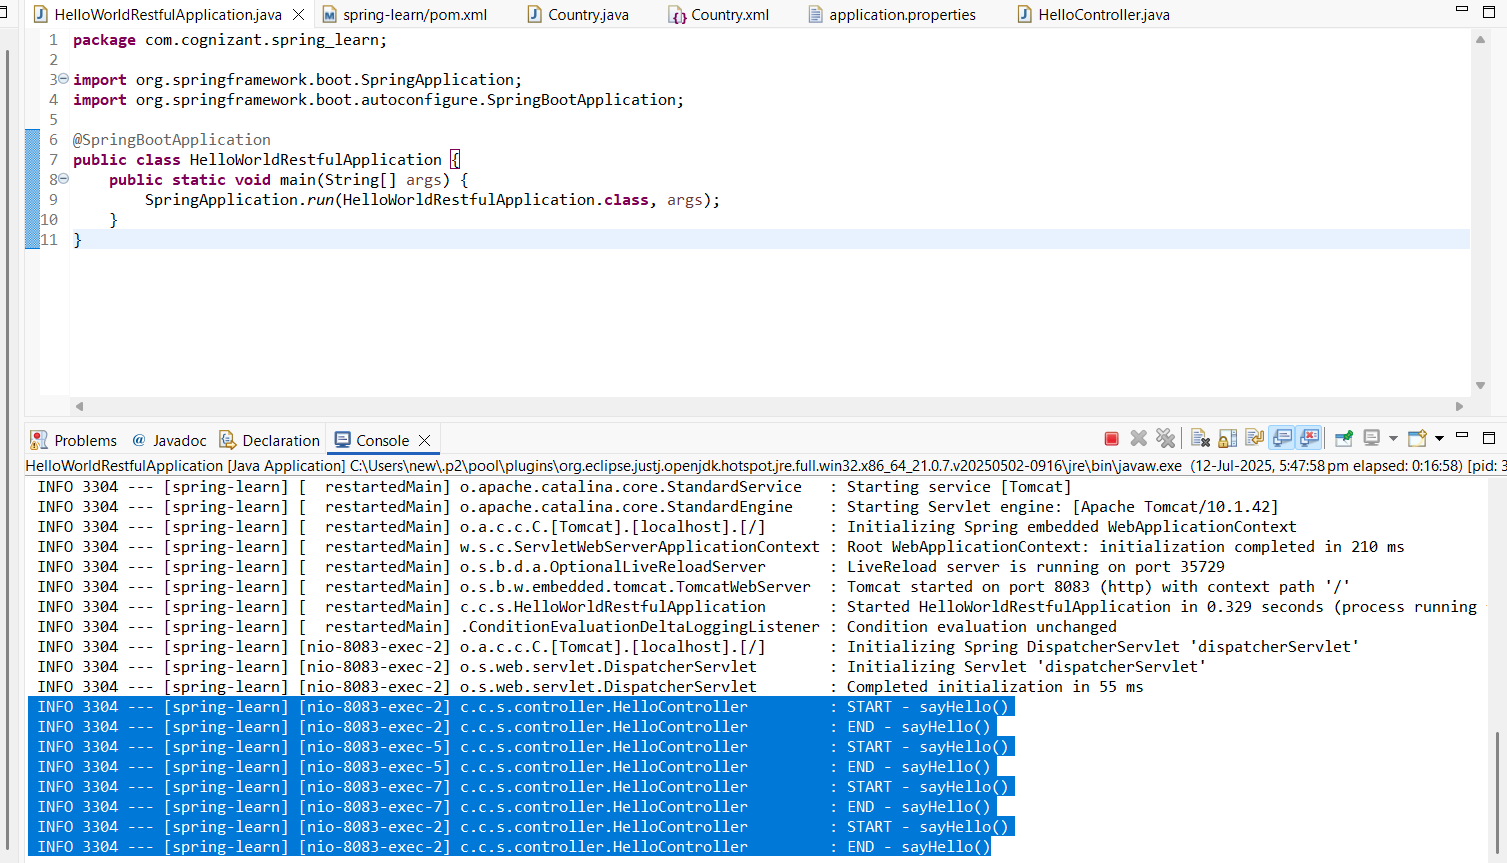 HelloWorldRestfulApplication.java spring-learn/pom.xml Country.java Country.xml application.properties HelloController.java
1 package com.cognizant.spring_learn;
2
3 import org.springframework.boot.SpringApplication;
4 import org.springframework.boot.autoconfigure.SpringBootApplication;
5
6 @SpringBootApplication
7 public class HelloWorldRestfulApplication {
8 public static void main(String[] args) {
9 SpringApplication.run(HelloWorldRestfulApplication.class, args);
10 }
11 }
Problems Javadoc Declaration Console
HelloWorldRestfulApplication [Java Application] C:\Users\new\.p2\pool\plugins\org.eclipse.justj.openjdk.hotspot.jre.full.win32.x86_64_21.0.7.v20250502-0916\jre\bin\javaw.exe (12-Jul-2025, 5:47:58 pm elapsed: 0:16:58) [pid: 3
INFO 3304 --- [spring-learn] [ restartedMain] o.apache.catalina.core.StandardService : Starting service [Tomcat]
INFO 3304 --- [spring-learn] [ restartedMain] o.apache.catalina.core.StandardEngine : Starting Servlet engine: [Apache Tomcat/10.1.42]
INFO 3304 --- [spring-learn] [ restartedMain] o.a.c.c.C.[Tomcat].[localhost].[/] : Initializing Spring embedded WebApplicationContext
INFO 3304 --- [spring-learn] [ restartedMain] w.s.c.ServletWebServerApplicationContext : Root WebApplicationContext: initialization completed in 210 ms
INFO 3304 --- [spring-learn] [ restartedMain] o.s.b.d.a.OptionalLiveReloadServer : LiveReload server is running on port 35729
INFO 3304 --- [spring-learn] [ restartedMain] o.s.b.w.embedded.tomcat.TomcatWebServer : Tomcat started on port 8083 (http) with context path '/'
INFO 3304 --- [spring-learn] [ restartedMain] c.c.s.HelloWorldRestfulApplication : Started HelloWorldRestfulApplication in 0.329 seconds (process running
INFO 3304 --- [spring-learn] [ restartedMain] .ConditionEvaluationDeltaLoggingListener : Condition evaluation unchanged
INFO 3304 --- [spring-learn] [nio-8083-exec-2] o.a.c.c.C.[Tomcat].[localhost].[/] : Initializing Spring DispatcherServlet 'dispatcherServlet'
INFO 3304 --- [spring-learn] [nio-8083-exec-2] o.s.web.servlet.DispatcherServlet : Initializing Servlet 'dispatcherServlet'
INFO 3304 --- [spring-learn] [nio-8083-exec-2] o.s.web.servlet.DispatcherServlet : Completed initialization in 55 ms
INFO 3304 --- [spring-learn] [nio-8083-exec-2] c.c.s.controller.HelloController : START - sayHello()
INFO 3304 --- [spring-learn] [nio-8083-exec-2] c.c.s.controller.HelloController : END - sayHello()
INFO 3304 --- [spring-learn] [nio-8083-exec-5] c.c.s.controller.HelloController : START - sayHello()
INFO 3304 --- [spring-learn] [nio-8083-exec-5] c.c.s.controller.HelloController : END - sayHello()
INFO 3304 --- [spring-learn] [nio-8083-exec-7] c.c.s.controller.HelloController : START - sayHello()
INFO 3304 --- [spring-learn] [nio-8083-exec-7] c.c.s.controller.HelloController : END - sayHello()
INFO 3304 --- [spring-learn] [nio-8083-exec-2] c.c.s.controller.HelloController : START - sayHello()
INFO 3304 --- [spring-learn] [nio-8083-exec-2] c.c.s.controller.HelloController : END - sayHello()